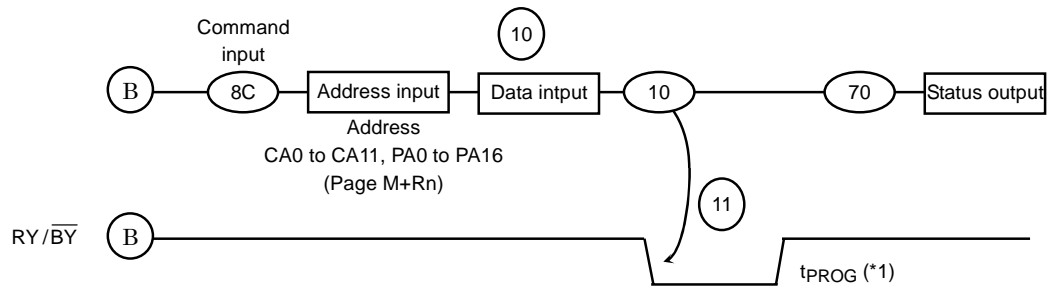 Command
input
10
B
8C
Address input
Data intput
10
70
Status output
Address
CA0 to CA11, PA0 to PA16
(Page M+Rn)
11
RY/BY
B
tPROG (*1)